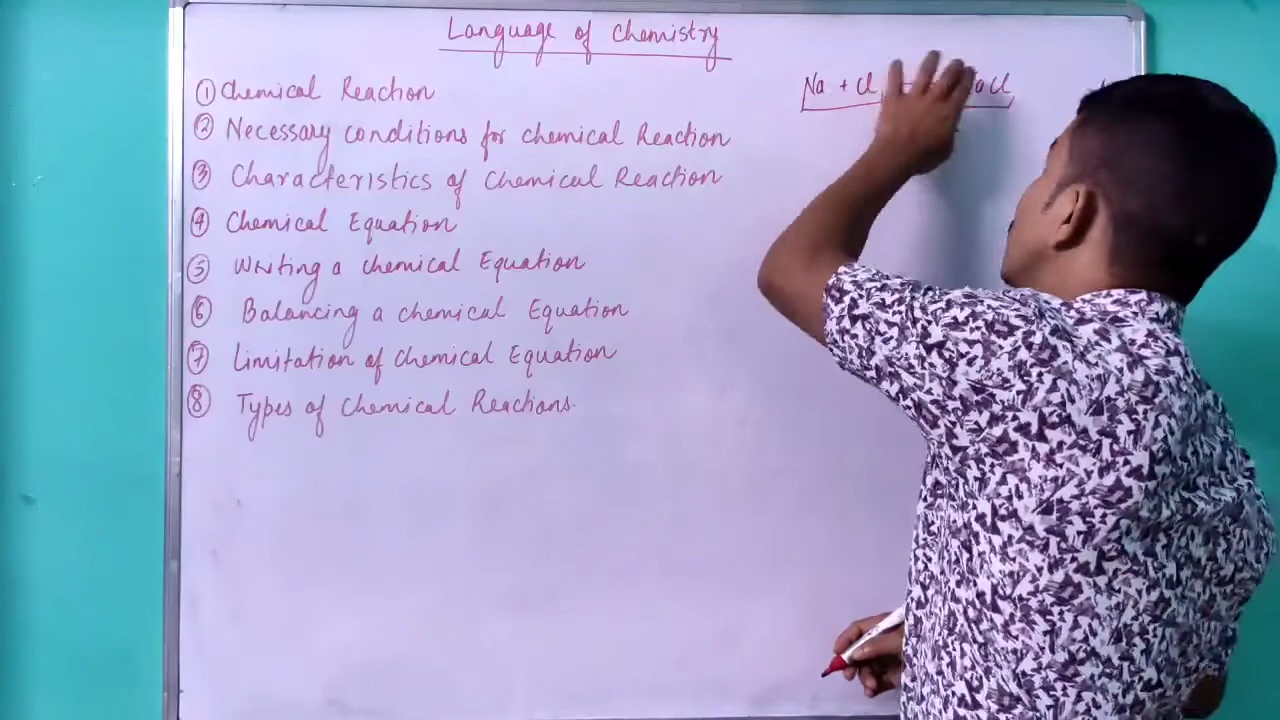 Language of Chemistry
① Chemical Reaction
② Necessary conditions for chemical Reaction
③ Characteristics of chemical Reaction
④ Chemical Equation
⑤ Writing a chemical Equation
⑥ Balancing a chemical Equation
⑦ Limitation of chemical Equation
⑧ Types of chemical Reactions.
Na + Cl aCl